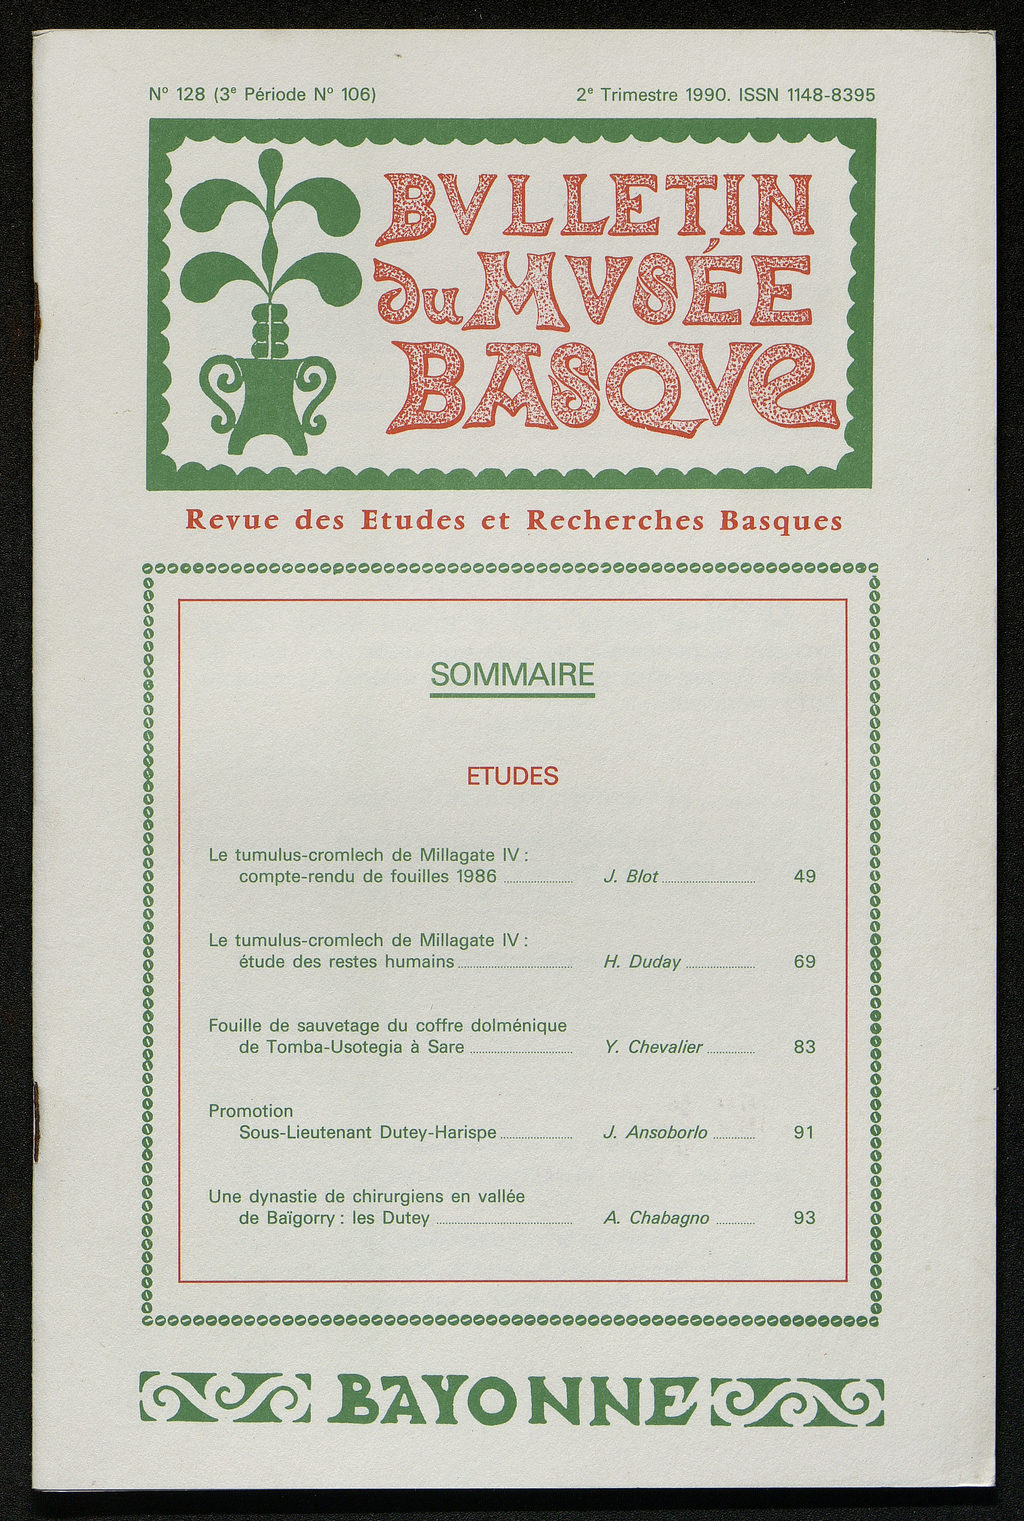 N° 128 (3e Période N° 106)
2e Trimestre 1990. ISSN 1148-8395
BVLLETIN
du MVSÉE
BASQVE
Revue des Etudes et Recherches Basques
SOMMAIRE
ETUDES
Le tumulus-cromlech de Millagate IV :
compte-rendu de fouilles 1986 ........ J. Blot ........ 49
Le tumulus-cromlech de Millagate IV :
étude des restes humains ........ H. Duday ........ 69
Fouille de sauvetage du coffre dolménique
de Tomba-Usotegia à Sare ........ Y. Chevalier ........ 83
Promotion
Sous-Lieutenant Dutey-Harispe ........ J. Ansoborlo ........ 91
Une dynastie de chirurgiens en vallée
de Baïgorry : les Dutey ........ A. Chabagno ........ 93
BAYONNE